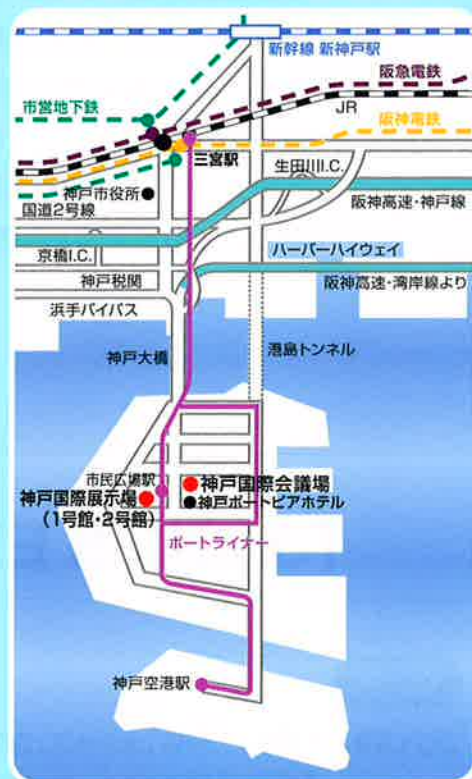 新幹線 新神戸駅
阪急電鉄
市営地下鉄
JR
阪神電鉄
三宮駅
生田川I.C.
神戸市役所
国道2号線
阪神高速・神戸線
京橋I.C.
ハーバーハイウェイ
神戸税関
阪神高速・湾岸線より
浜手バイパス
神戸大橋
港島トンネル
市民広場駅
神戸国際会議場
神戸国際展示場
(1号館・2号館)
神戸ポートピアホテル
ポートライナー
神戸空港駅